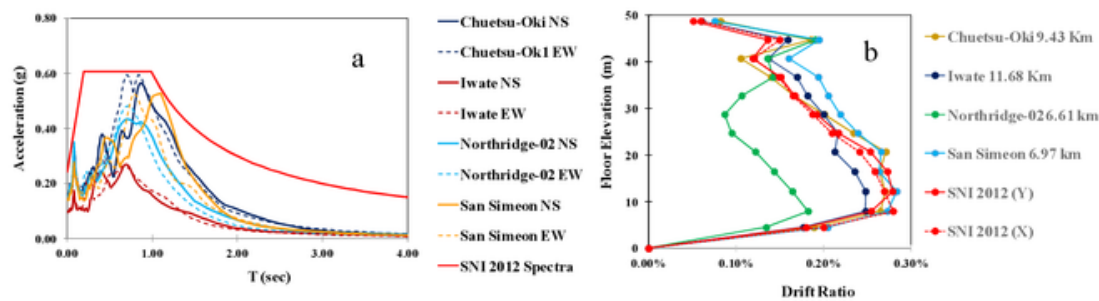 0.80
0.60
0.40
0.20
0.00
Acceleration (g)
0.00
1.00
2.00
3.00
4.00
T (sec)
a
Chuetsu-Oki NS
Chuetsu-Ok1 EW
Iwate NS
Iwate EW
Northridge-02 NS
Northridge-02 EW
San Simeon NS
San Simeon EW
SNI 2012 Spectra
50
40
30
20
10
0
Floor Elevation (m)
0.00%
0.10%
0.20%
0.30%
Drift Ratio
b
Chuetsu-Oki 9.43 Km
Iwate 11.68 Km
Northridge-026.61 km
San Simeon 6.97 km
SNI 2012 (Y)
SNI 2012 (X)